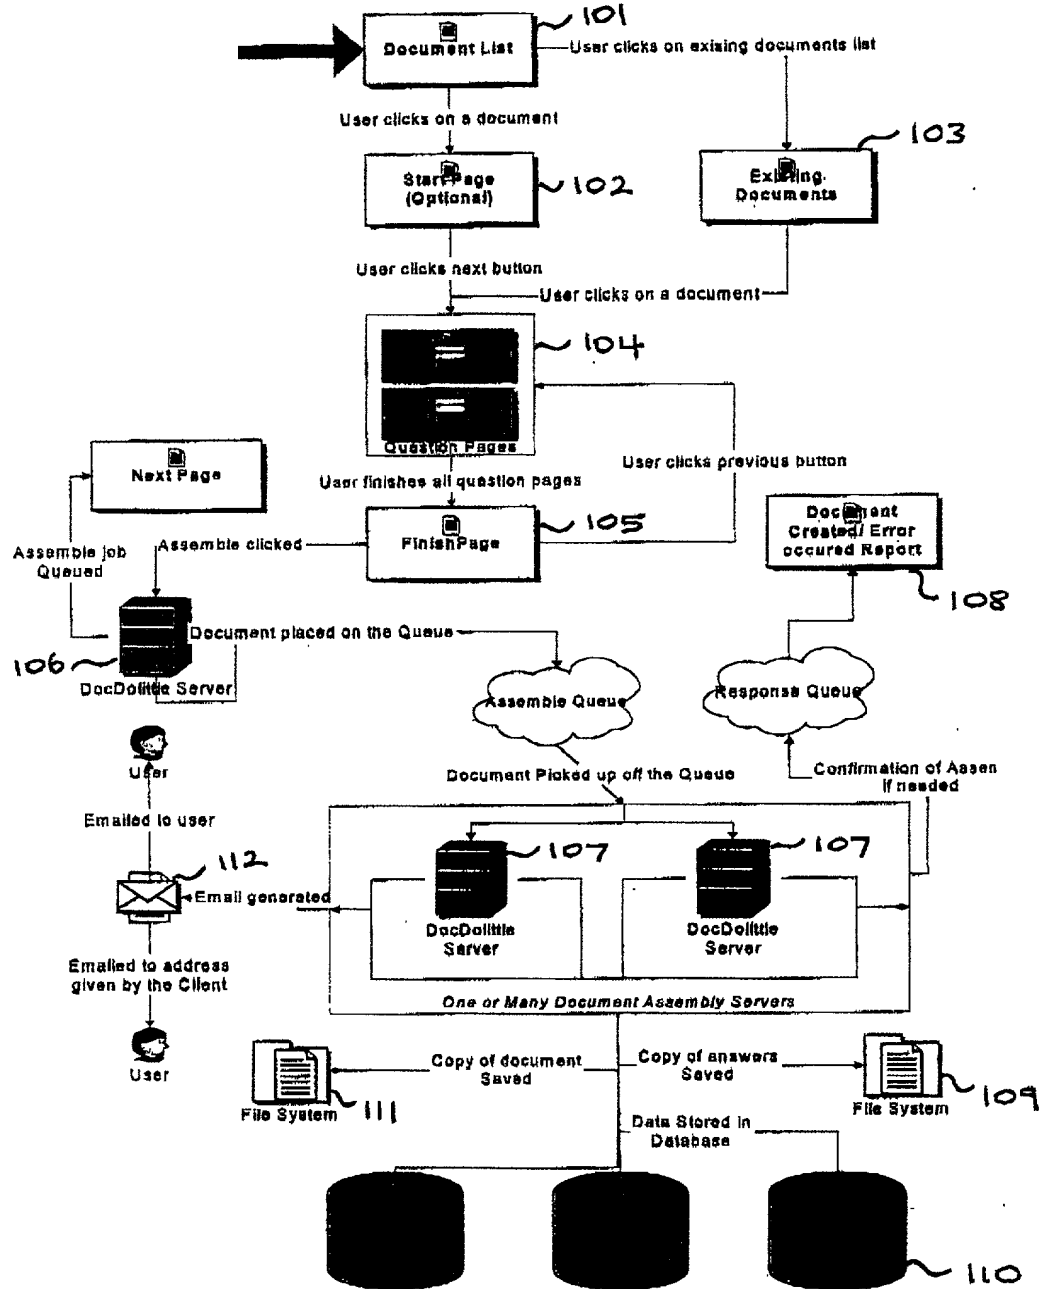 101
Document List
User clicks on exising documents list
User clicks on a document
103
Start Page
(Optional)
102
Existing
Documents
User clicks next button
User clicks on a document
104
Question Pages
Next Page
User clicks previous button
User finishes all question pages
105
FinishPage
Document
Created/ Error
occured Report
Assemble job
Queued
Assemble clicked
108
Document placed on the Queue
106
DocDolittle Server
Assemble Queue
Response Queue
User
Document Picked up off the Queue
Confirmation of Assen
if needed
Emailed to user
107
107
112
Email generated
DocDolittle
Server
DocDolittle
Server
Emailed to address
given by the Client
One or Many Document Assembly Servers
User
Copy of document
Saved
Copy of answers
Saved
File System
111
File System
109
Data Stored in
Database
110